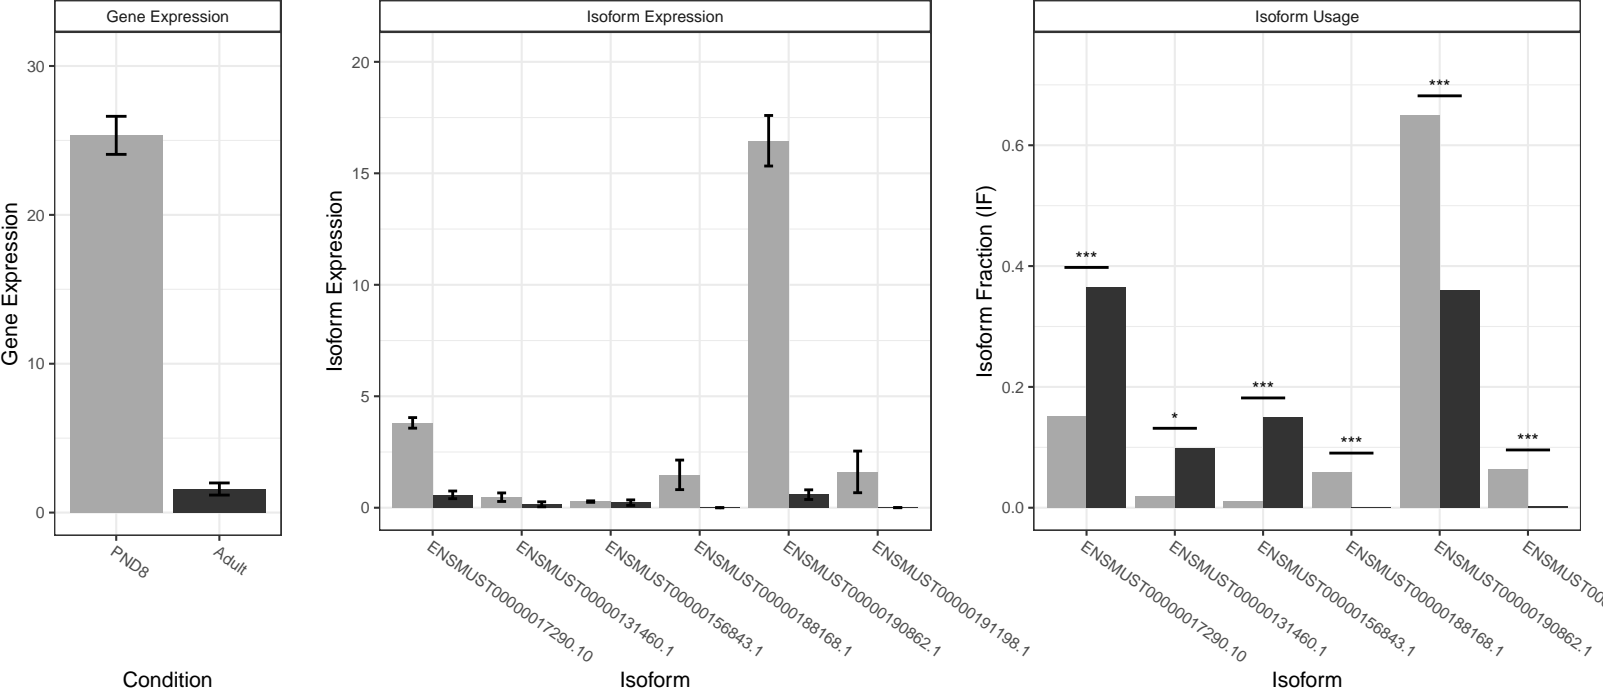 Gene Expression
Isoform Expression
Isoform Usage
Gene Expression
30
20
10
0
PND8
Adult
Condition
Isoform Expression
20
15
10
5
0
ENSMUST00000017290.10
ENSMUST00000131460.1
ENSMUST00000156843.1
ENSMUST00000188168.1
ENSMUST00000190862.1
ENSMUST00000191198.1
Isoform
Isoform Fraction (IF)
0.6
0.4
0.2
0.0
***
*
***
***
***
***
ENSMUST00000017290.10
ENSMUST00000131460.1
ENSMUST00000156843.1
ENSMUST00000188168.1
ENSMUST00000190862.1
Isoform